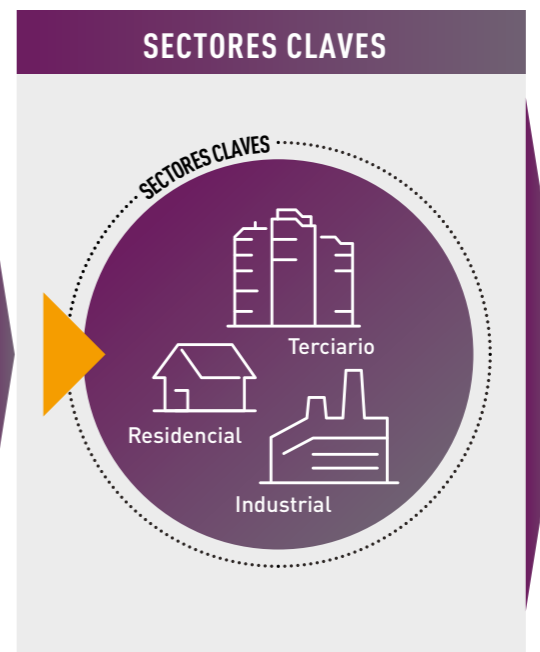 SECTORES CLAVES
SECTORES CLAVES
Terciario
Residencial
Industrial